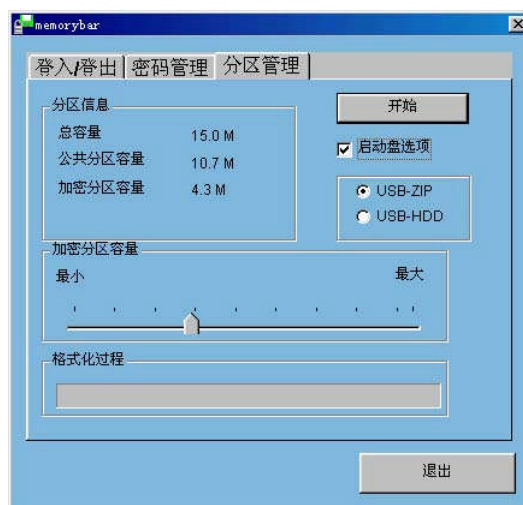 memorybar
登入/登出 密码管理 分区管理
分区信息
总容量 15.0 M
公共分区容量 10.7 M
加密分区容量 4.3 M
开始
启动盘选项
USB-ZIP
USB-HDD
加密分区容量
最小 最大
格式化过程
退出